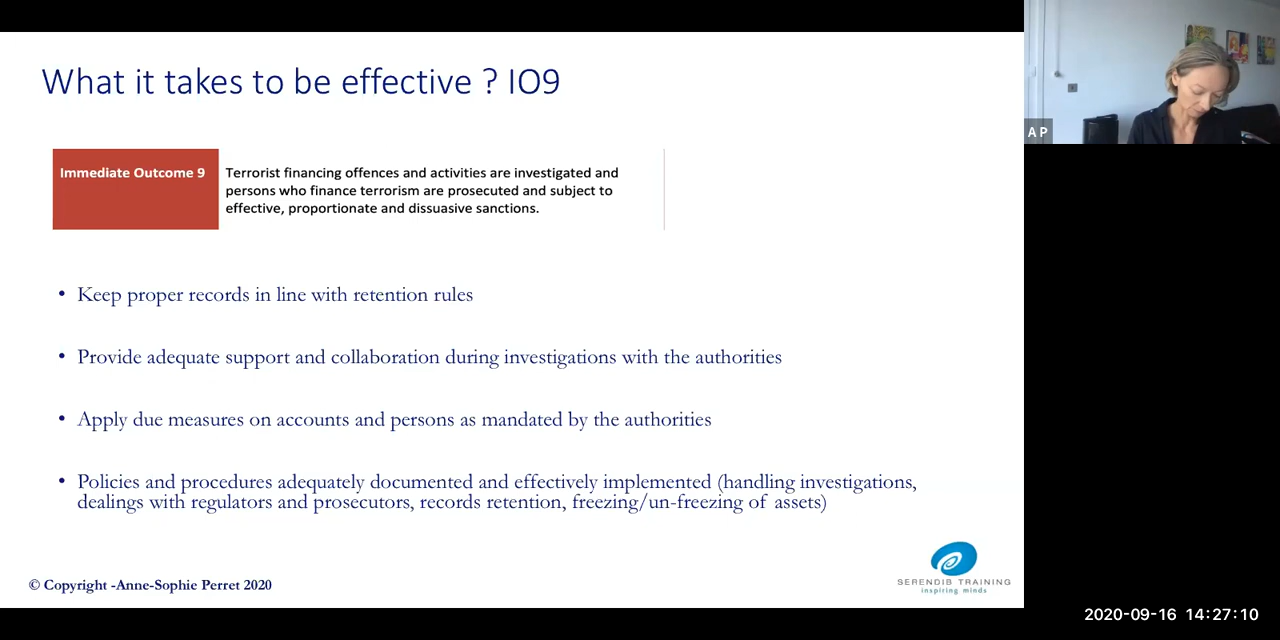 What it takes to be effective ? IO9
Immediate Outcome 9
Terrorist financing offences and activities are investigated and
persons who finance terrorism are prosecuted and subject to
effective, proportionate and dissuasive sanctions.
• Keep proper records in line with retention rules
• Provide adequate support and collaboration during investigations with the authorities
• Apply due measures on accounts and persons as mandated by the authorities
• Policies and procedures adequately documented and effectively implemented (handling investigations,
dealings with regulators and prosecutors, records retention, freezing/un-freezing of assets)
© Copyright -Anne-Sophie Perret 2020
SERENDIB TRAINING
inspiring minds
A P
2020-09-16 14:27:10